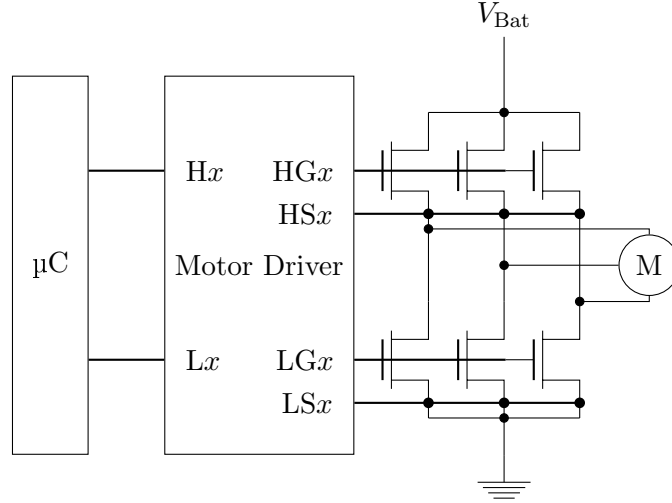 V_Bat
Hx HGx
HSx
µC Motor Driver M
Lx LGx
LSx